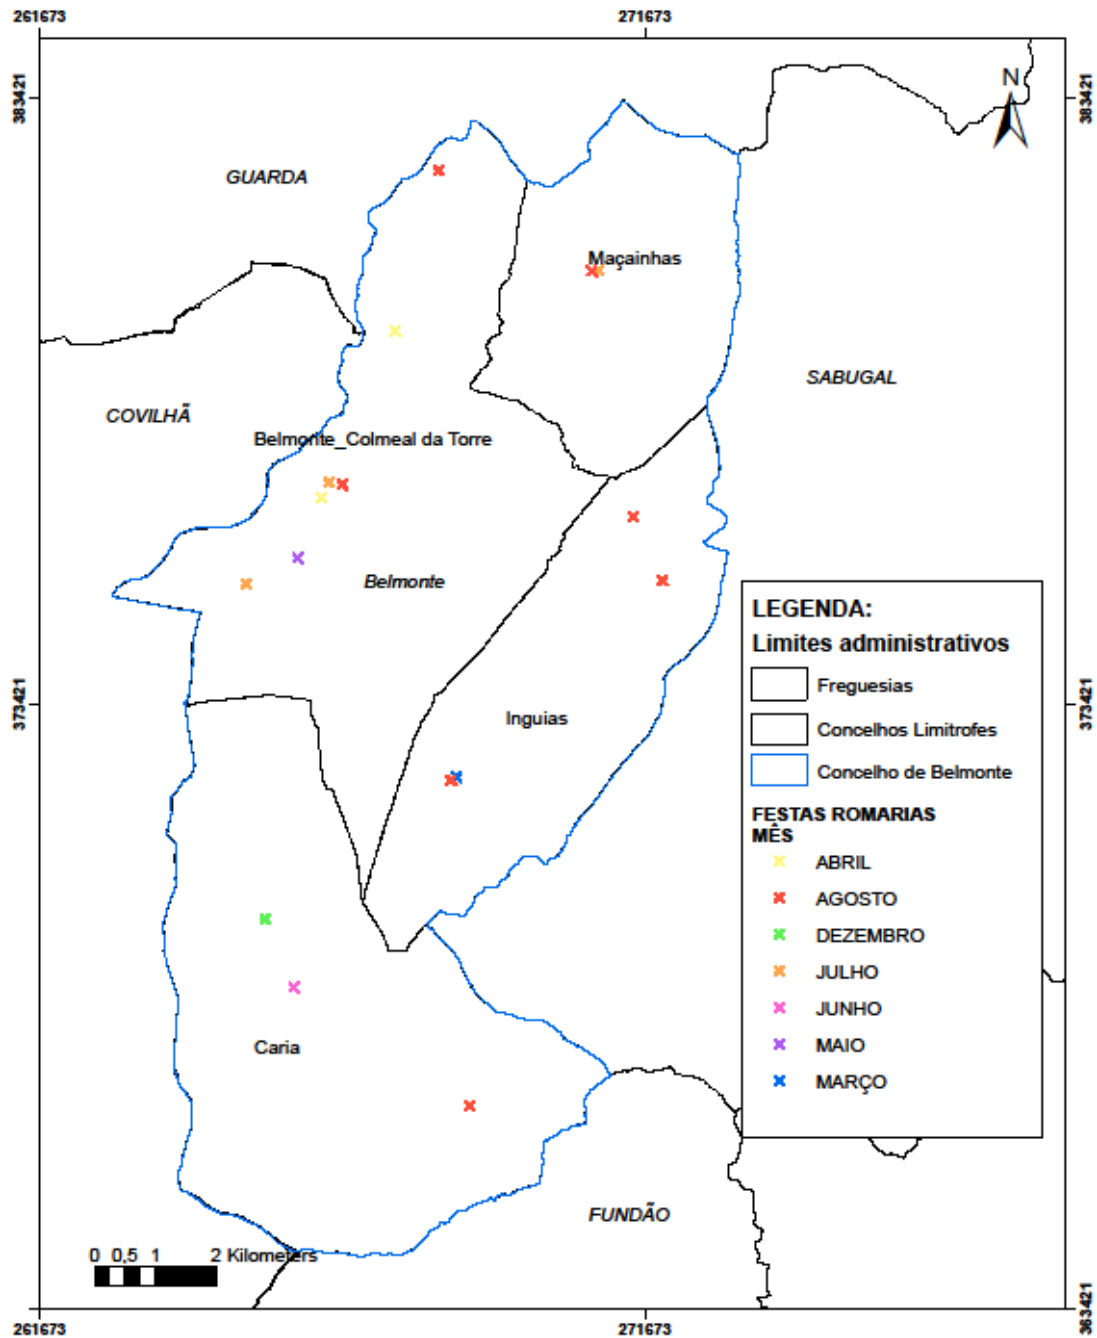 261673
271673
383421
383421
N
GUARDA
Maçainhas
SABUGAL
COVILHÃ
Belmonte_Colmeal da Torre
Belmonte
LEGENDA:
Limites administrativos
Freguesias
Concelhos Limitrofes
Concelho de Belmonte
FESTAS ROMARIAS
MÊS
ABRIL
AGOSTO
DEZEMBRO
JULHO
JUNHO
MAIO
MARÇO
373421
373421
Inguias
Caria
FUNDÃO
0 0,5 1 2 Kilometers
363421
261673
271673